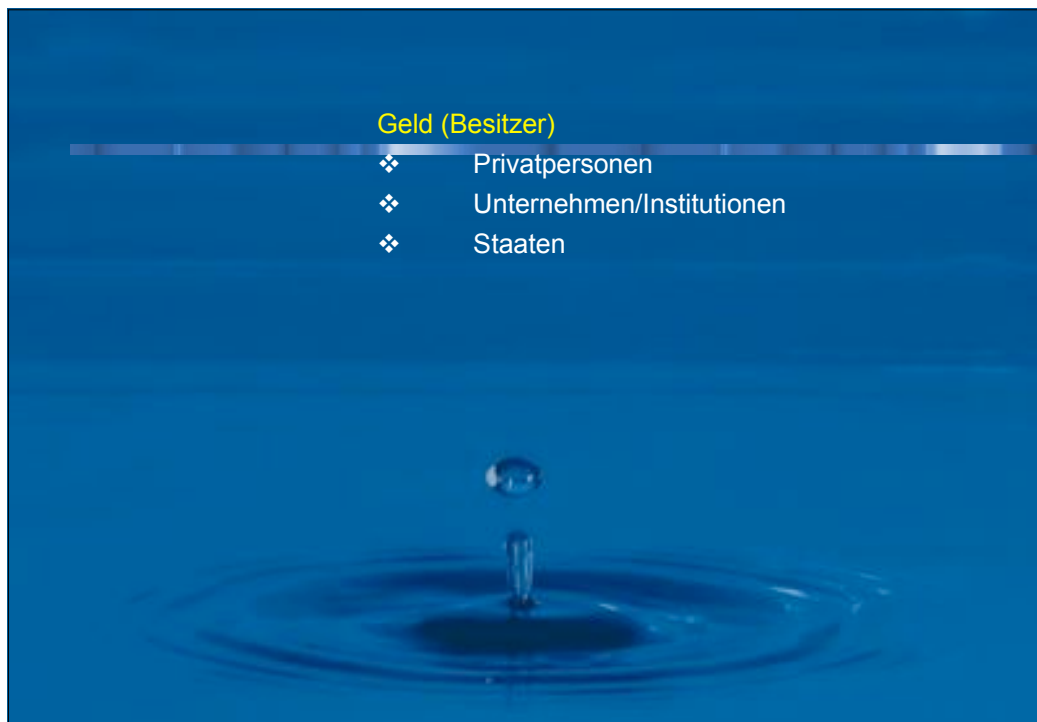 Geld (Besitzer)
❖ Privatpersonen
❖ Unternehmen/Institutionen
❖ Staaten